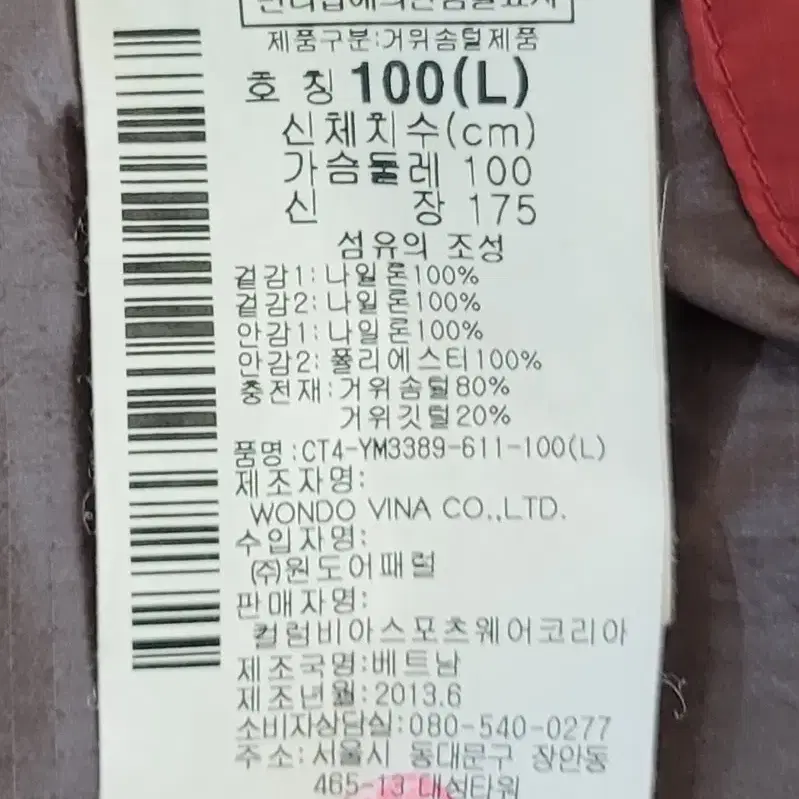 제품구분:거위솜털제품
호 칭 100(L)
신체치수(cm)
가슴둘레 100
신 장 175
섬유의 조성
겉감1:나일론100%
겉감2:나일론100%
안감1:나일론100%
안감2:폴리에스터100%
충전재:거위솜털80%
거위깃털20%
품명:CT4-YM3389-611-100(L)
제조자명:
WONDO VINA CO.,LTD.
수입자명:
(주)원도어패럴
판매자명:
컬럼비아스포츠웨어코리아
제조국명:베트남
제조년월:2013.6
소비자상담실:080-540-0277
주소:서울시 동대문구 장안동
465-13 대석타워